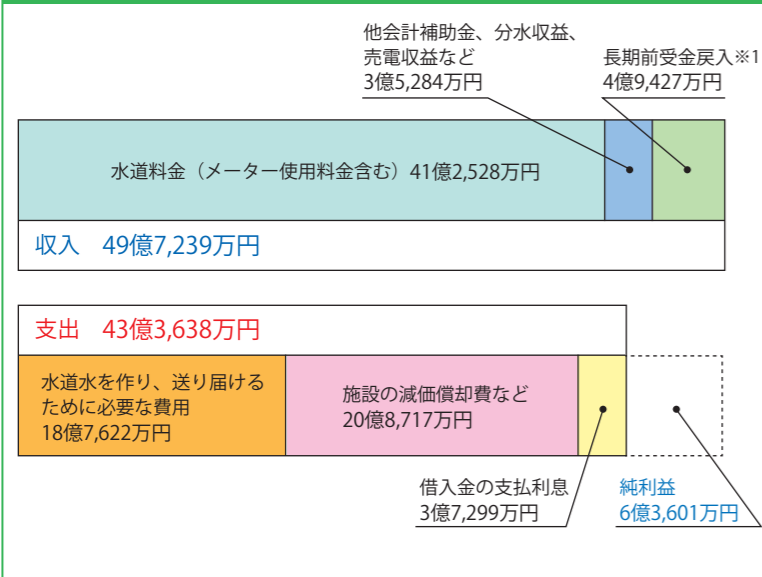 他会計補助金、分水収益、
売電収益など
3億5,284万円
長期前受金戻入※1
4億9,427万円
水道料金（メーター使用料金含む）41億2,528万円
収入　49億7,239万円
支出　43億3,638万円
水道水を作り、送り届ける
ために必要な費用
18億7,622万円
施設の減価償却費など
20億8,717万円
借入金の支払利息
3億7,299万円
純利益
6億3,601万円